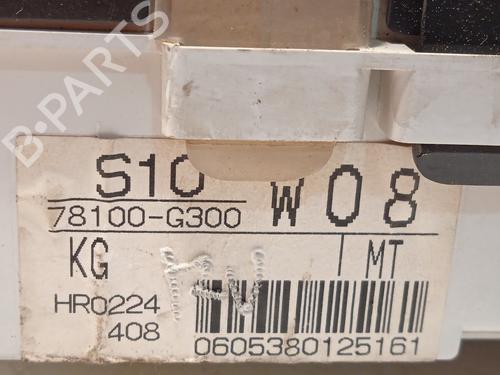 B-PARTS
S10
78100-G300 W08
KG MT
HR0224
408
0605380125161